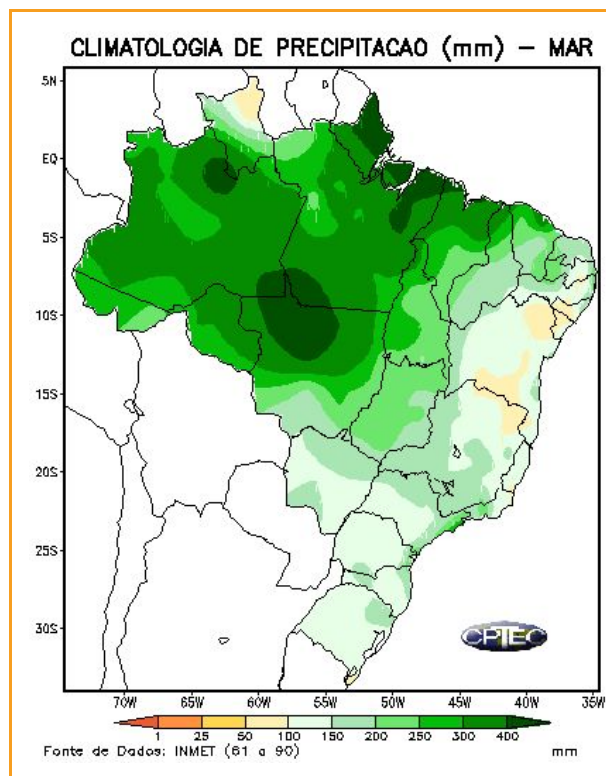 CLIMATOLOGIA DE PRECIPITACAO (mm) – MAR
5N
EQ
5S
10S
15S
20S
25S
30S
CPTEC
70W 65W 60W 55W 50W 45W 40W 35W
1 25 50 100 150 200 250 300 400
Fonte de Dados: INMET (61 a 90) mm